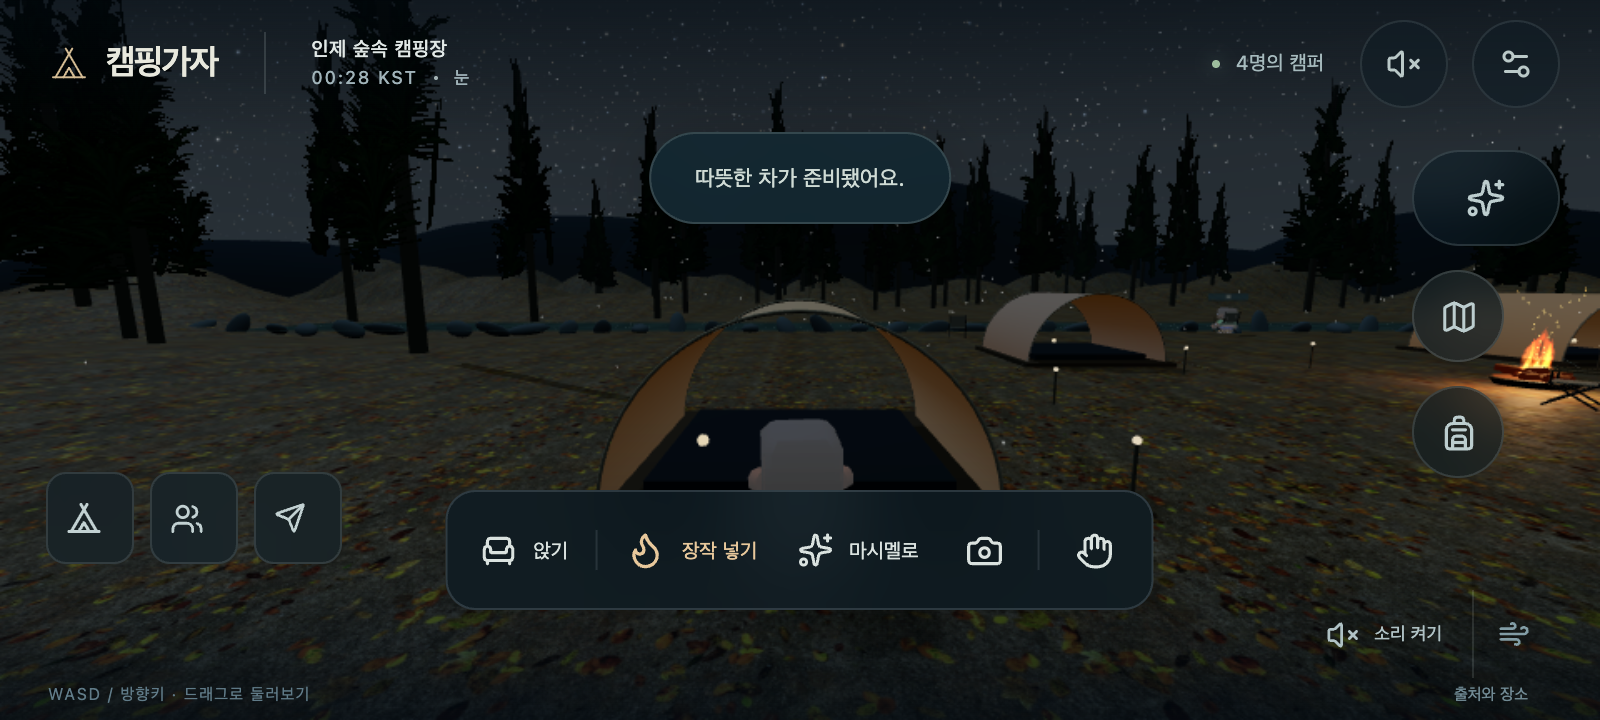 캠핑가자
인제 숲속 캠핑장
00:28 KST • 눈
4명의 캠퍼
따뜻한 차가 준비됐어요.
앉기
장작 넣기
마시멜로
소리 켜기
WASD / 방향키 · 드래그로 둘러보기
출처와 장소